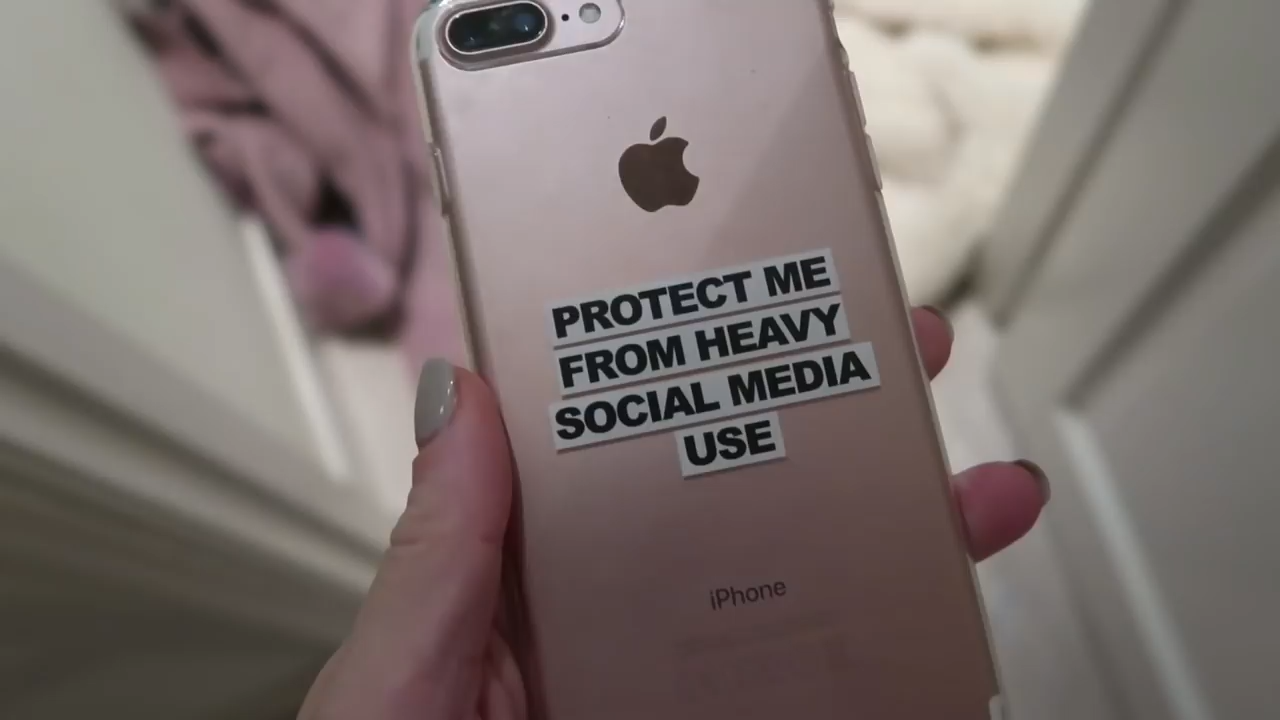 PROTECT ME
FROM HEAVY
SOCIAL MEDIA
USE
iPhone